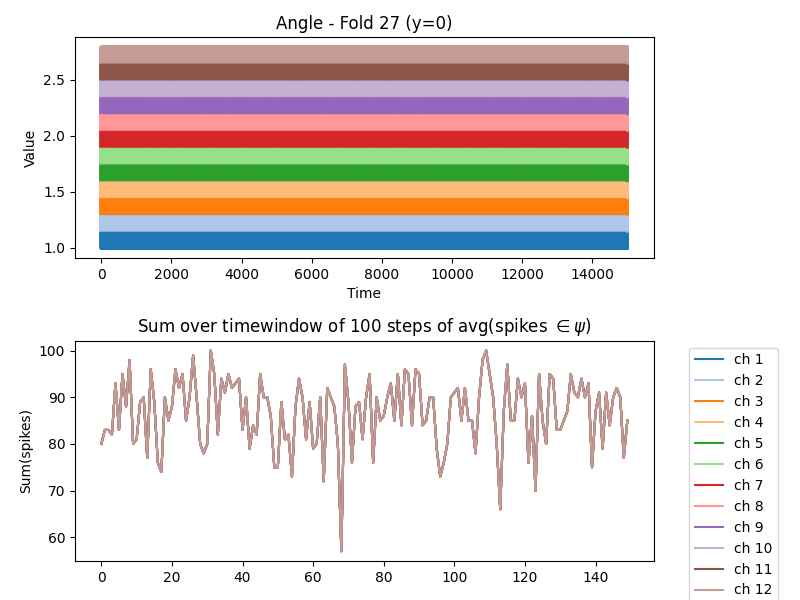 Angle - Fold 27 (y=0)
Value
2.5
2.0
1.5
1.0
0 2000 4000 6000 8000 10000 12000 14000
Time
Sum over timewindow of 100 steps of avg(spikes ∈ ψ)
Sum(spikes)
100
90
80
70
60
0 20 40 60 80 100 120 140
ch 1
ch 2
ch 3
ch 4
ch 5
ch 6
ch 7
ch 8
ch 9
ch 10
ch 11
ch 12